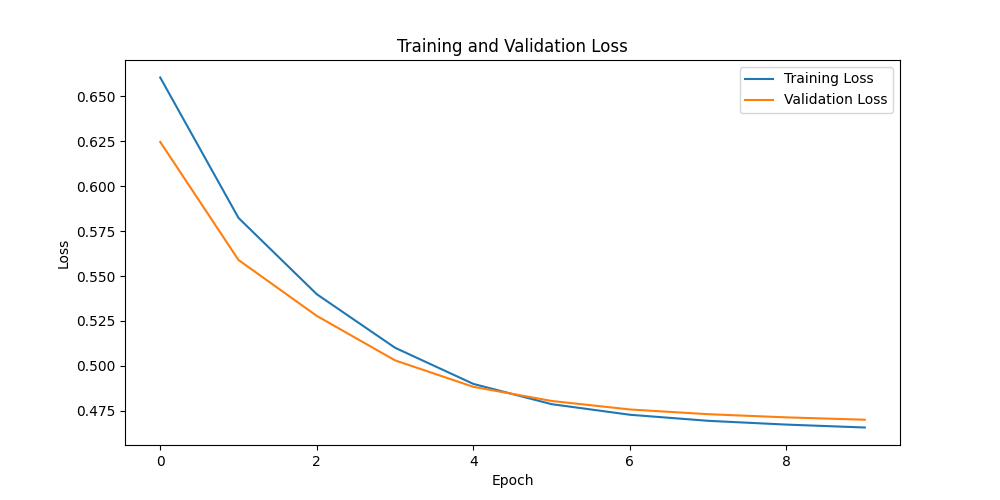 Training and Validation Loss
Training Loss
Validation Loss
Loss
0.650
0.625
0.600
0.575
0.550
0.525
0.500
0.475
0 2 4 6 8
Epoch